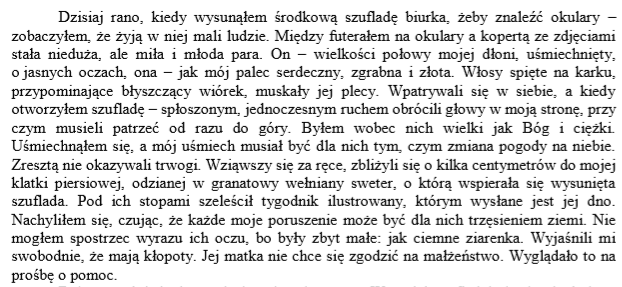 Dzisiaj rano, kiedy wysunąłem środkową szufladę biurka, żeby znaleźć okulary –
zobaczyłem, że żyją w niej mali ludzie. Między futerałem na okulary a kopertą ze zdjęciami
stała nieduża, ale miła i młoda para. On – wielkości połowy mojej dłoni, uśmiechnięty,
o jasnych oczach, ona – jak mój palec serdeczny, zgrabna i złota. Włosy spięte na karku,
przypominające błyszczący wiórek, muskały jej plecy. Wpatrywali się w siebie, a kiedy
otworzyłem szufladę – spłoszonym, jednoczesnym ruchem obrócili głowy w moją stronę, przy
czym musieli patrzeć od razu do góry. Byłem wobec nich wielki jak Bóg i ciężki.
Uśmiechnąłem się, a mój uśmiech musiał być dla nich tym, czym zmiana pogody na niebie.
Zresztą nie okazywali trwogi. Wziąwszy się za ręce, zbliżyli się o kilka centymetrów do mojej
klatki piersiowej, odzianej w granatowy wełniany sweter, o którą wspierała się wysunięta
szuflada. Pod ich stopami szeleścił tygodnik ilustrowany, którym wysłane jest jej dno.
Nachyliłem się, czując, że każde moje poruszenie może być dla nich trzęsieniem ziemi. Nie
mogłem spostrzec wyrazu ich oczu, bo były zbyt małe: jak ciemne ziarenka. Wyjaśnili mi
swobodnie, że mają kłopoty. Jej matka nie chce się zgodzić na małżeństwo. Wyglądało to na
prośbę o pomoc.